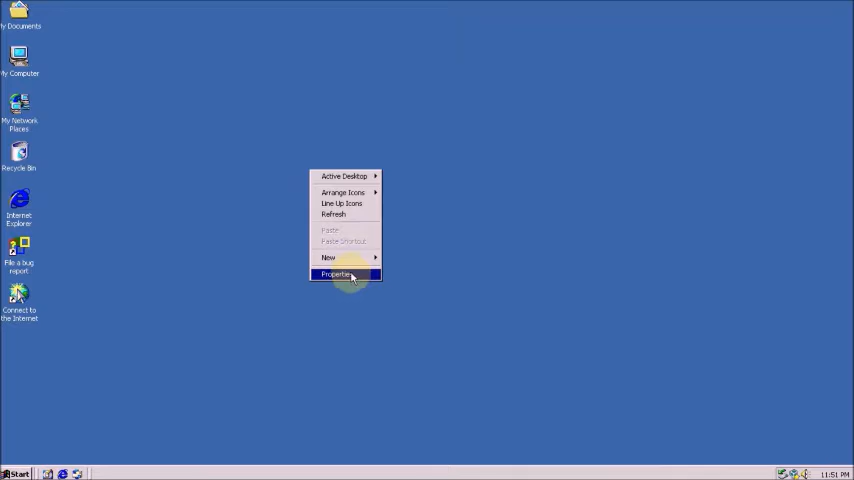 My Documents
My Computer
My Network
Places
Recycle Bin
Internet
Explorer
File a bug
report
Connect to
the Internet
Active Desktop
Arrange Icons
Line Up Icons
Refresh
Paste
Paste Shortcut
New
Properties
Start
11:51 PM